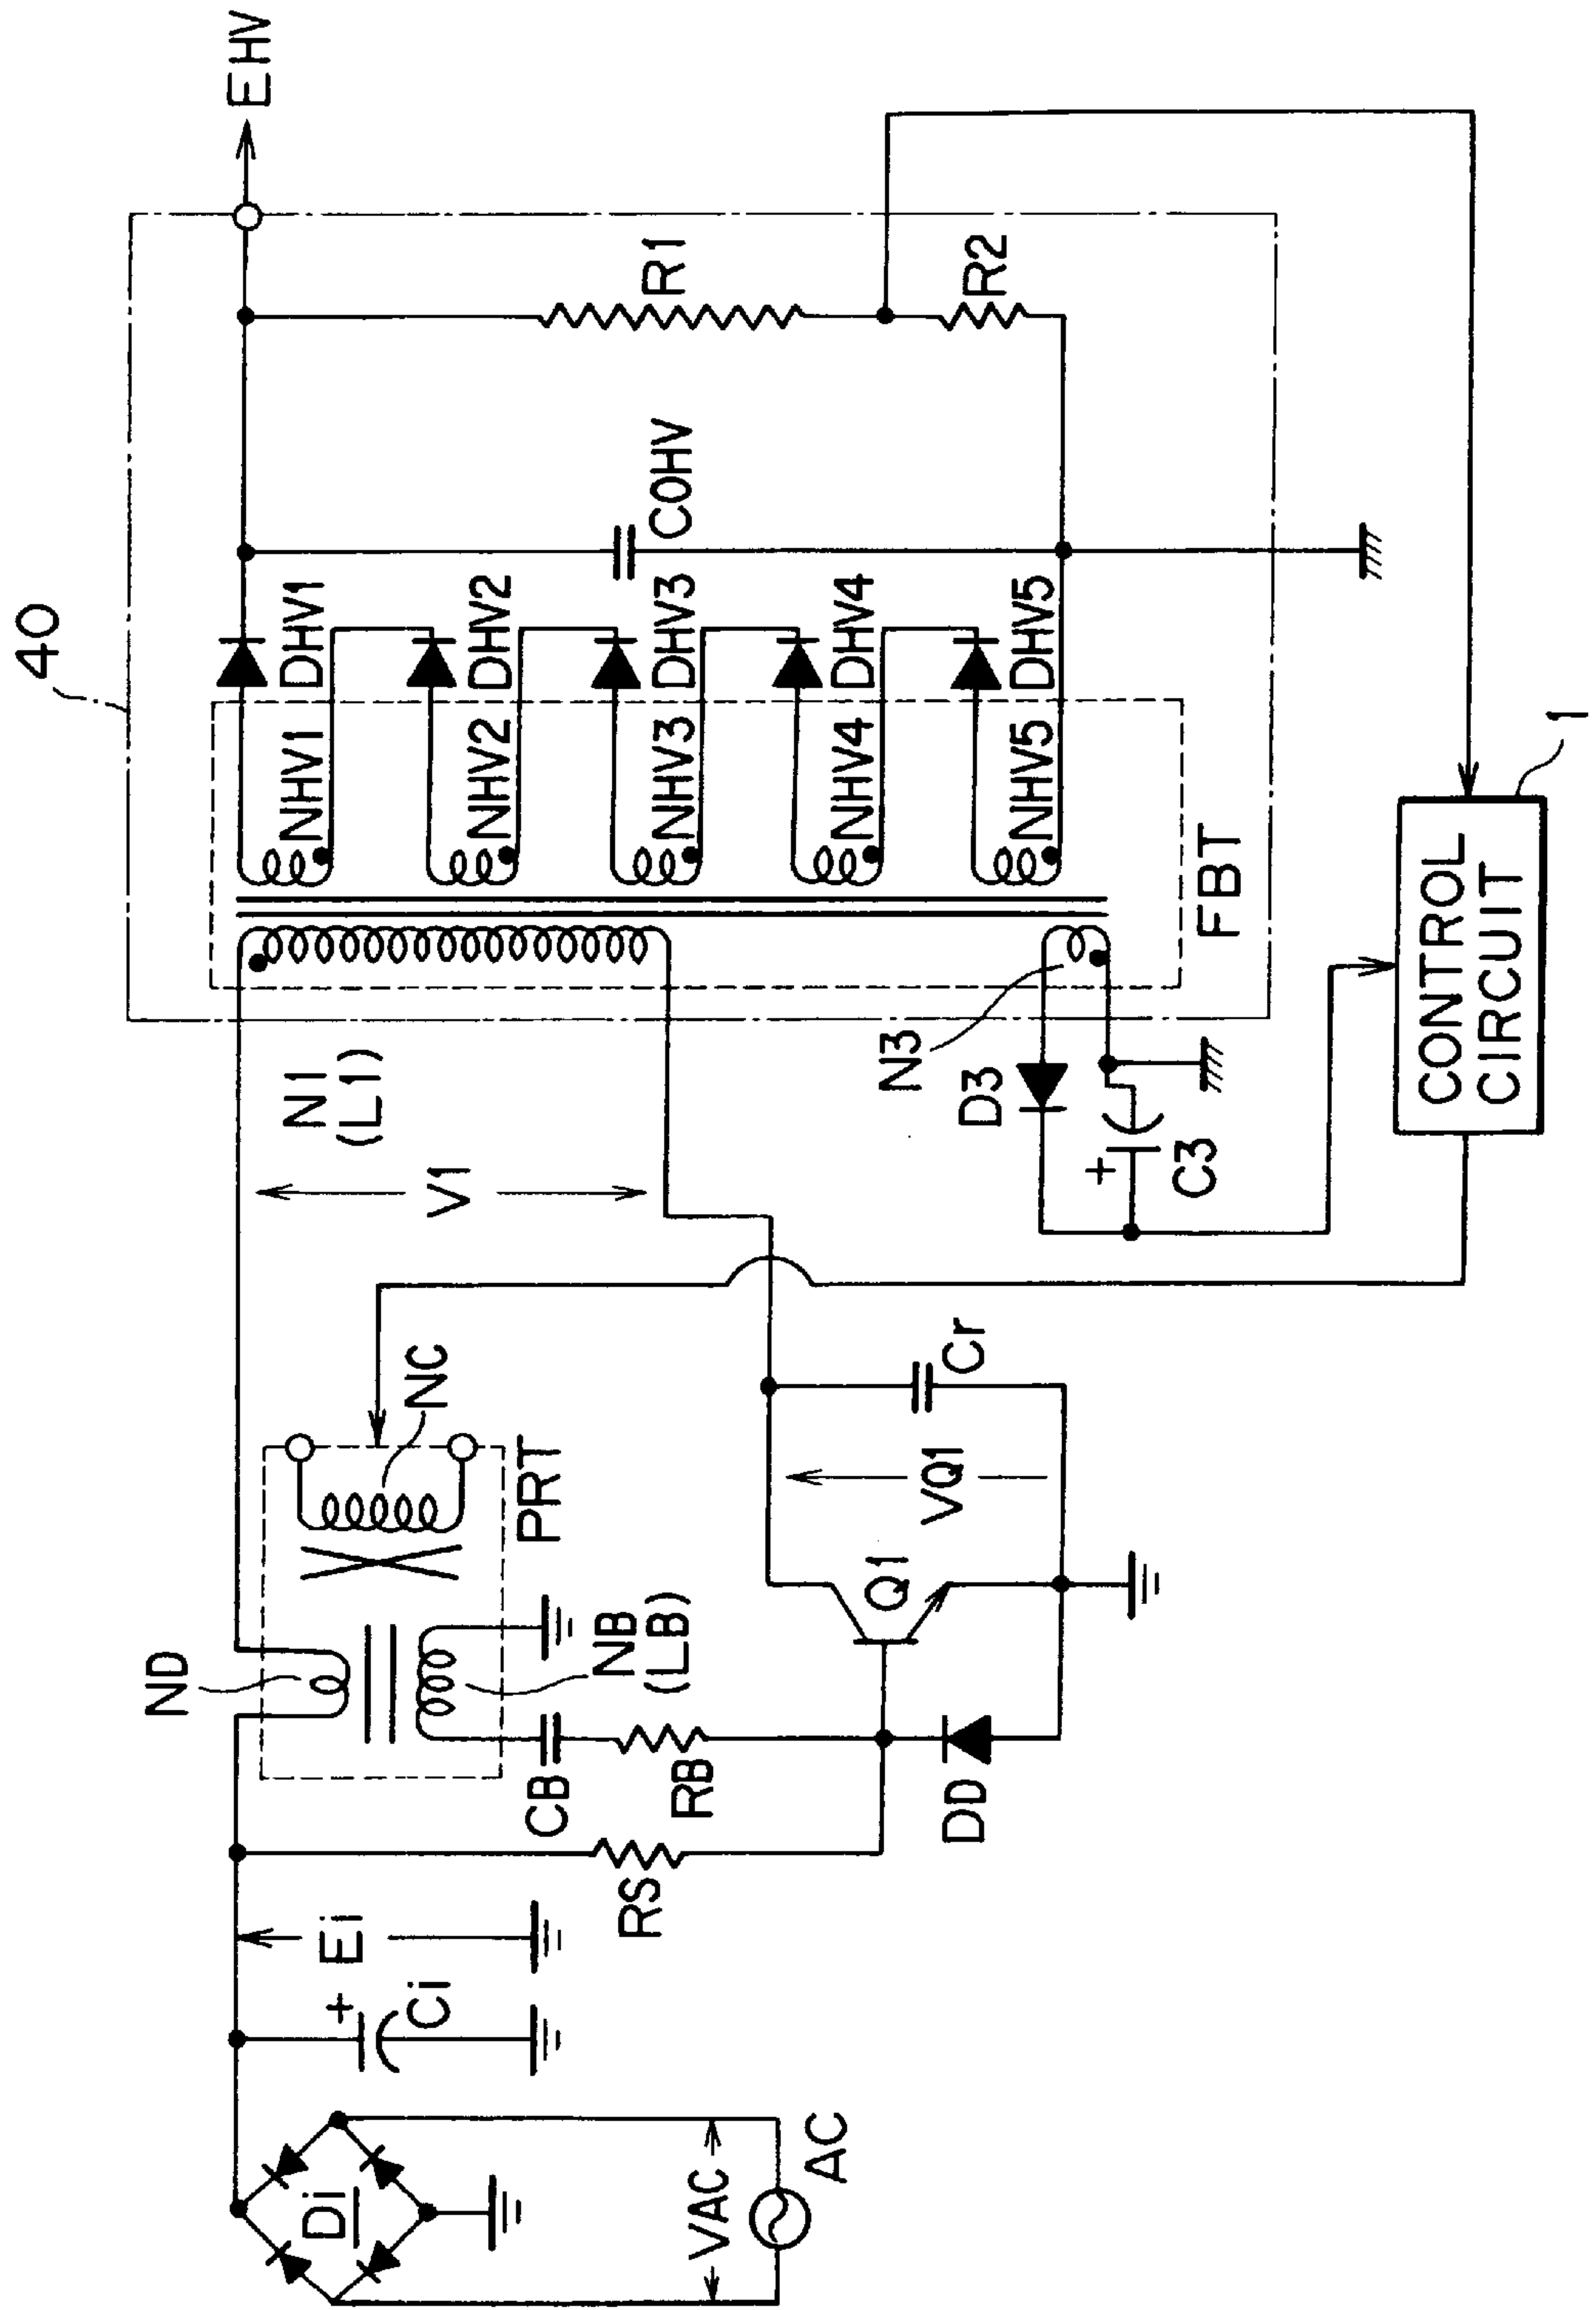 40
EHV
NHV1
DHV1
NHV2
DHV2
NHV3
DHV3
NHV4
DHV4
NHV5
DHV5
COHV
R1
R2
FBT
N1
(L1)
V1
N3
D3
+
C3
CONTROL
CIRCUIT
1
ND
NC
PRT
NB
(LB)
CB
RB
RS
Q1
VQ1
Cr
DD
Ei
+
Ci
Di
VAC
AC